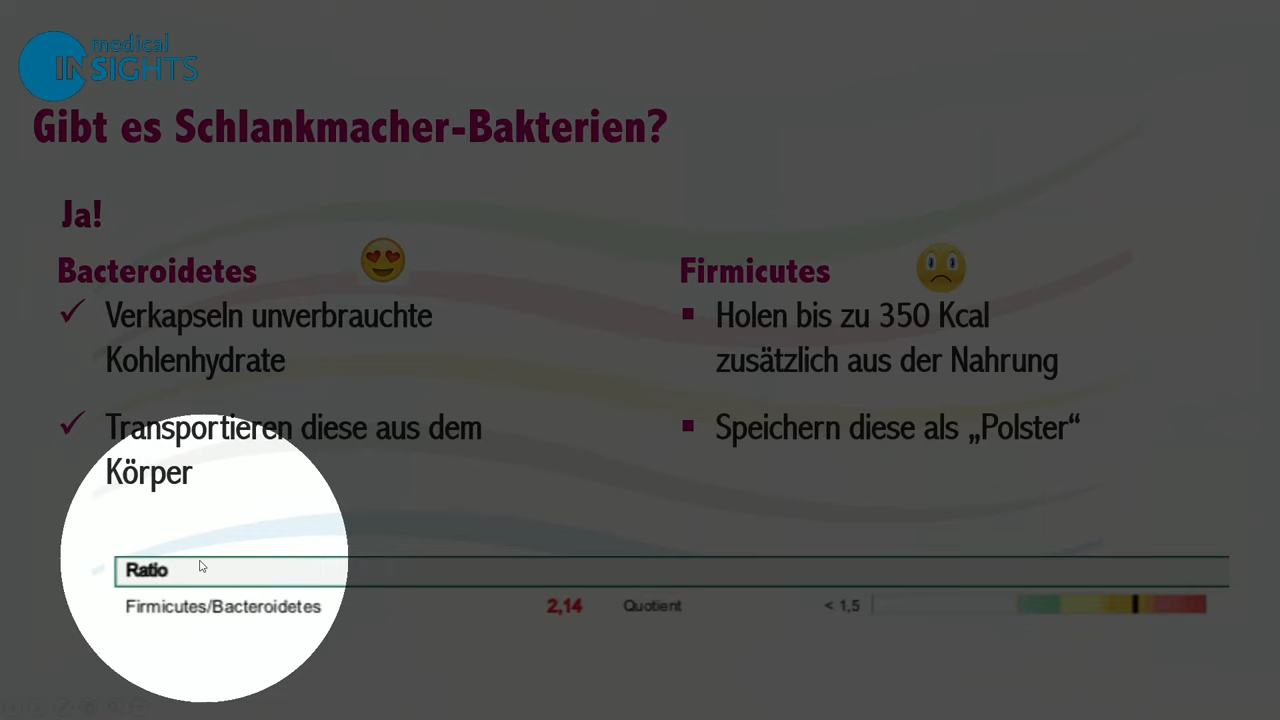 medical
INSIGHTS
Gibt es Schlankmacher-Bakterien?
Ja!
Bacteroidetes
Verkapseln unverbrauchte
Kohlenhydrate
Transportieren diese aus dem
Körper
Firmicutes
Holen bis zu 350 Kcal
zusätzlich aus der Nahrung
Speichern diese als „Polster“
Ratio
Firmicutes/Bacteroidetes 2,14 Quotient < 1,5